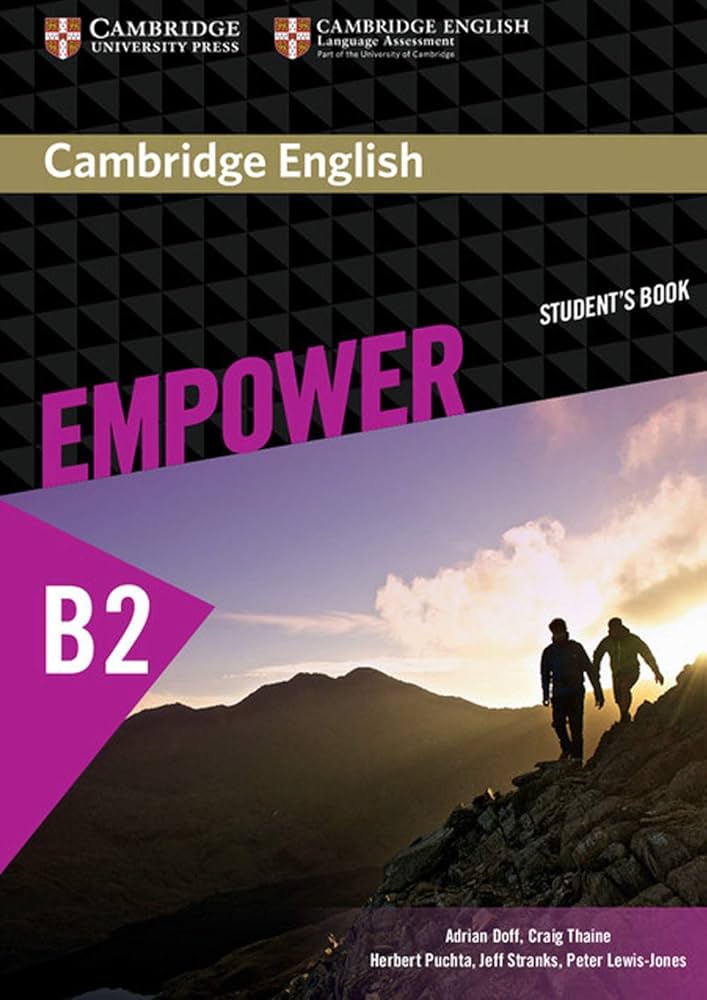 CAMBRIDGE
UNIVERSITY PRESS
CAMBRIDGE ENGLISH
Language Assessment
Part of the University of Cambridge
Cambridge English
STUDENT'S BOOK
EMPOWER
B2
Adrian Doff, Craig Thaine
Herbert Puchta, Jeff Stranks, Peter Lewis-Jones